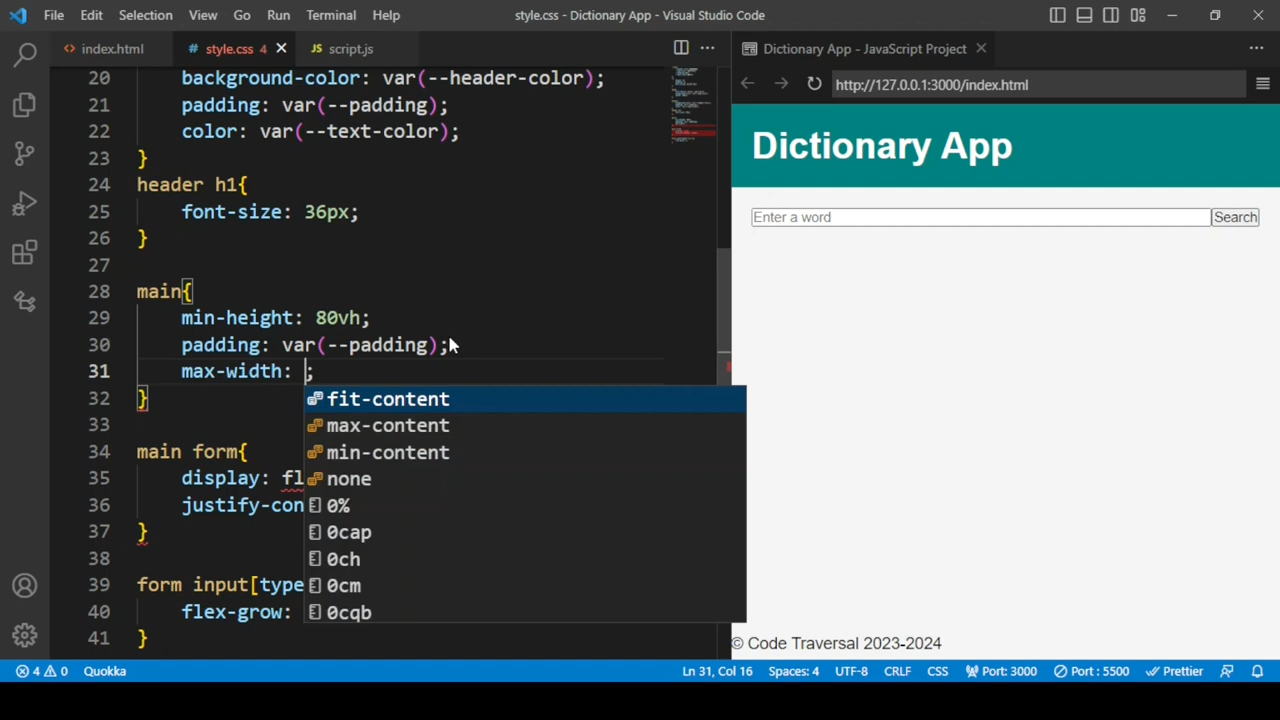 File Edit Selection View Go Run Terminal Help style.css - Dictionary App - Visual Studio Code
index.html style.css 4 script.js
Dictionary App - JavaScript Project
http://127.0.0.1:3000/index.html
20 background-color: var(--header-color);
21 padding: var(--padding);
22 color: var(--text-color);
23 }
24 header h1{
25 font-size: 36px;
26 }
27
28 main{
29 min-height: 80vh;
30 padding: var(--padding);
31 max-width: ;
32 }
33
34 main form{
35 display: fl
36 justify-con
37 }
38
39 form input[type
40 flex-grow:
41 }
fit-content
max-content
min-content
none
0%
0cap
0ch
0cm
0cqb
Dictionary App
Enter a word Search
© Code Traversal 2023-2024
4 0 Quokka Ln 31, Col 16 Spaces: 4 UTF-8 CRLF CSS Port: 3000 Port : 5500 Prettier